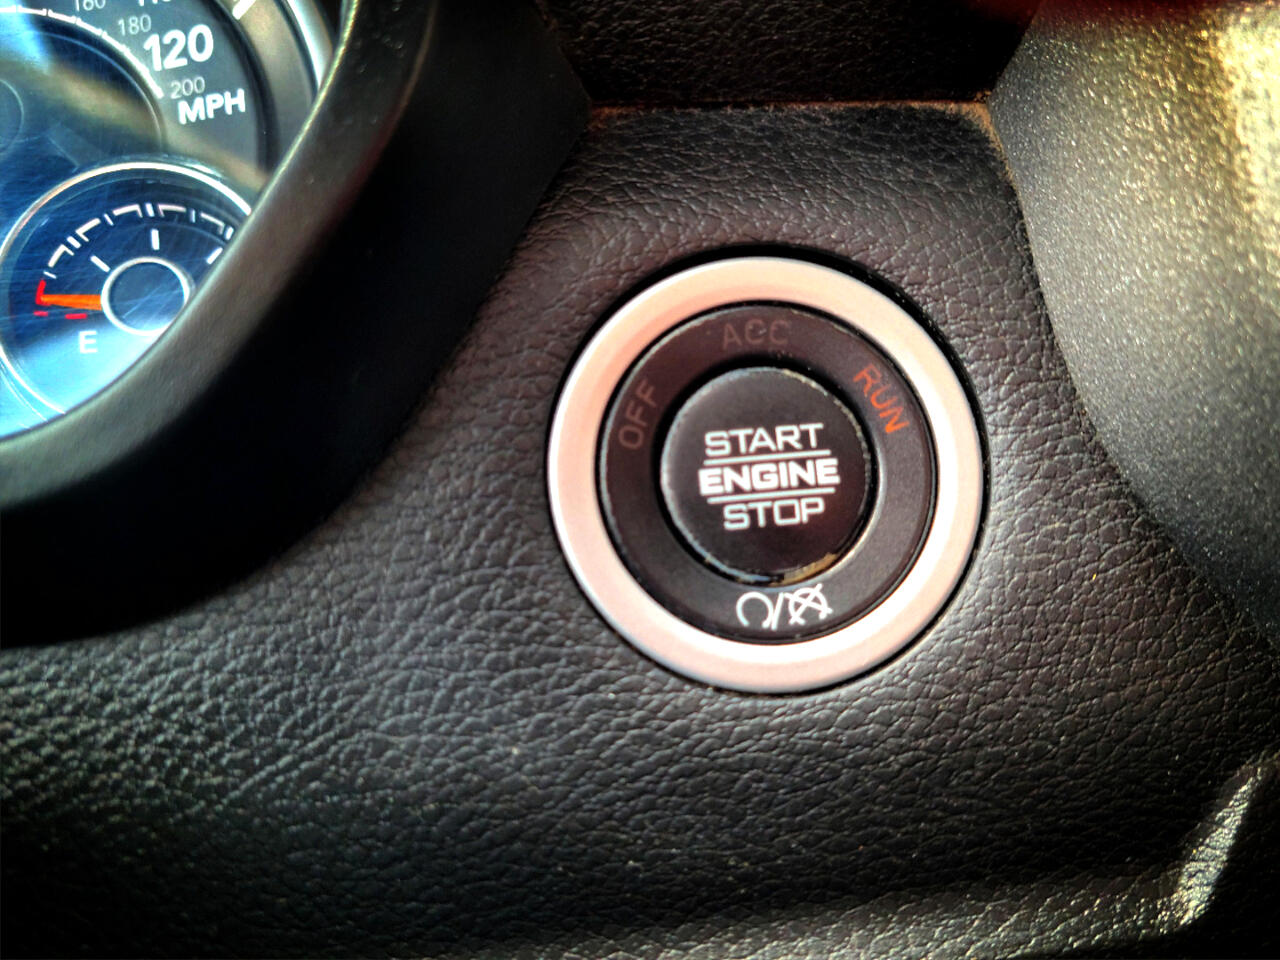 180
120
200
MPH
E
ACC
OFF
RUN
START
ENGINE
STOP